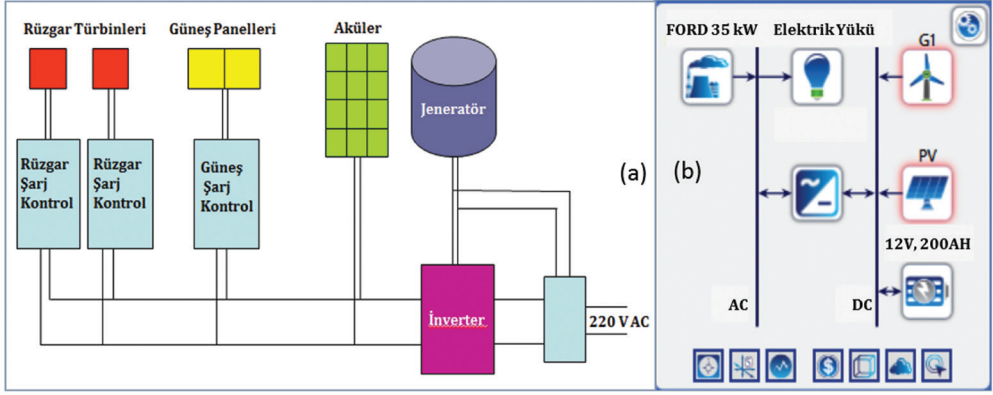 Rüzgar Türbinleri
Güneş Panelleri
Aküler
Jeneratör
Rüzgar
Şarj
Kontrol
Rüzgar
Şarj
Kontrol
Güneş
Şarj
Kontrol
İnverter
220 V AC
(a)
(b)
FORD 35 kW
Elektrik Yükü
G1
PV
12V, 200AH
AC
DC